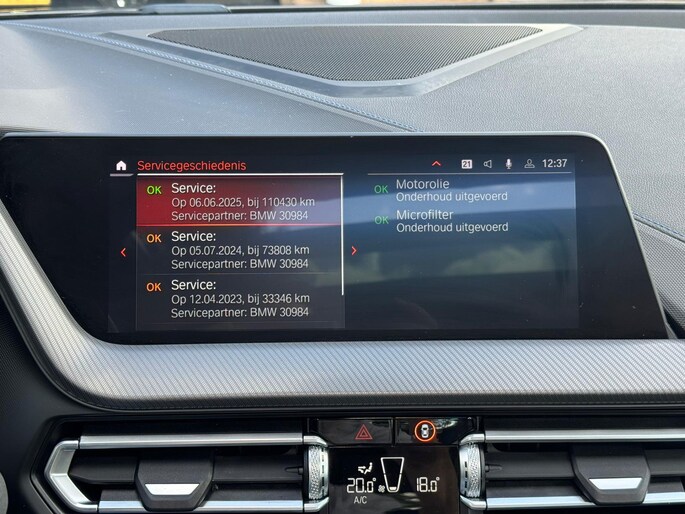 Servicegeschiedenis
21
12:37
OK Service:
Op 06.06.2025, bij 110430 km
Servicepartner: BMW 30984
OK Service:
Op 05.07.2024, bij 73808 km
Servicepartner: BMW 30984
OK Service:
Op 12.04.2023, bij 33346 km
Servicepartner: BMW 30984
OK Motorolie
Onderhoud uitgevoerd
OK Microfilter
Onderhoud uitgevoerd
20.0
A/C
18.0